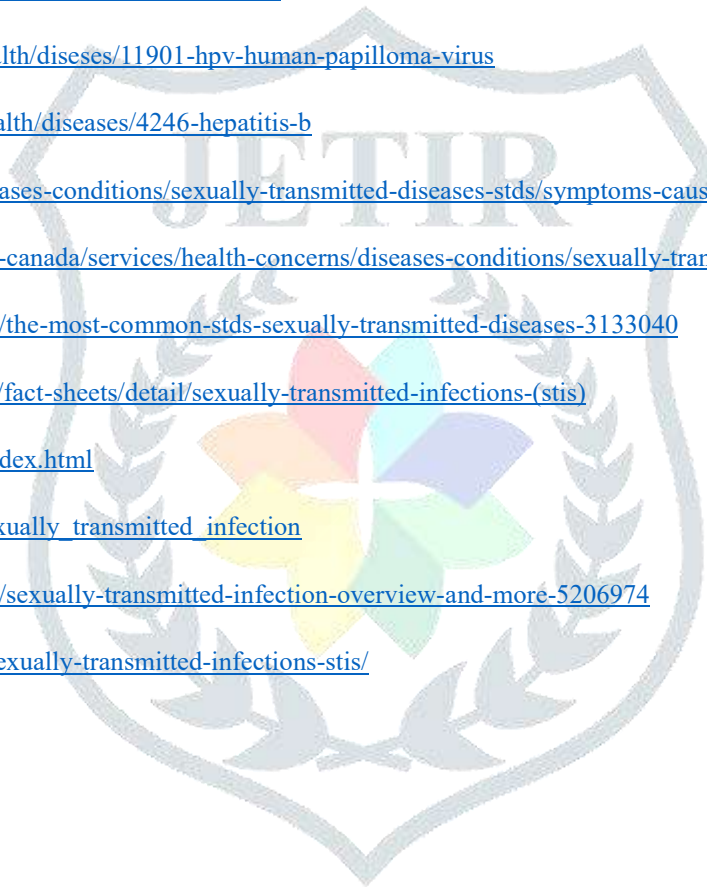 alth/diseses/11901-hpv-human-papilloma-virus
alth/diseases/4246-hepatitis-b
JETIR
ases-conditions/sexually-transmitted-diseases-stds/symptoms-caus
-canada/services/health-concerns/diseases-conditions/sexually-tran
/the-most-common-stds-sexually-transmitted-diseases-3133040
/fact-sheets/detail/sexually-transmitted-infections-(stis)
dex.html
xually_transmitted_infection
/sexually-transmitted-infection-overview-and-more-5206974
exually-transmitted-infections-stis/